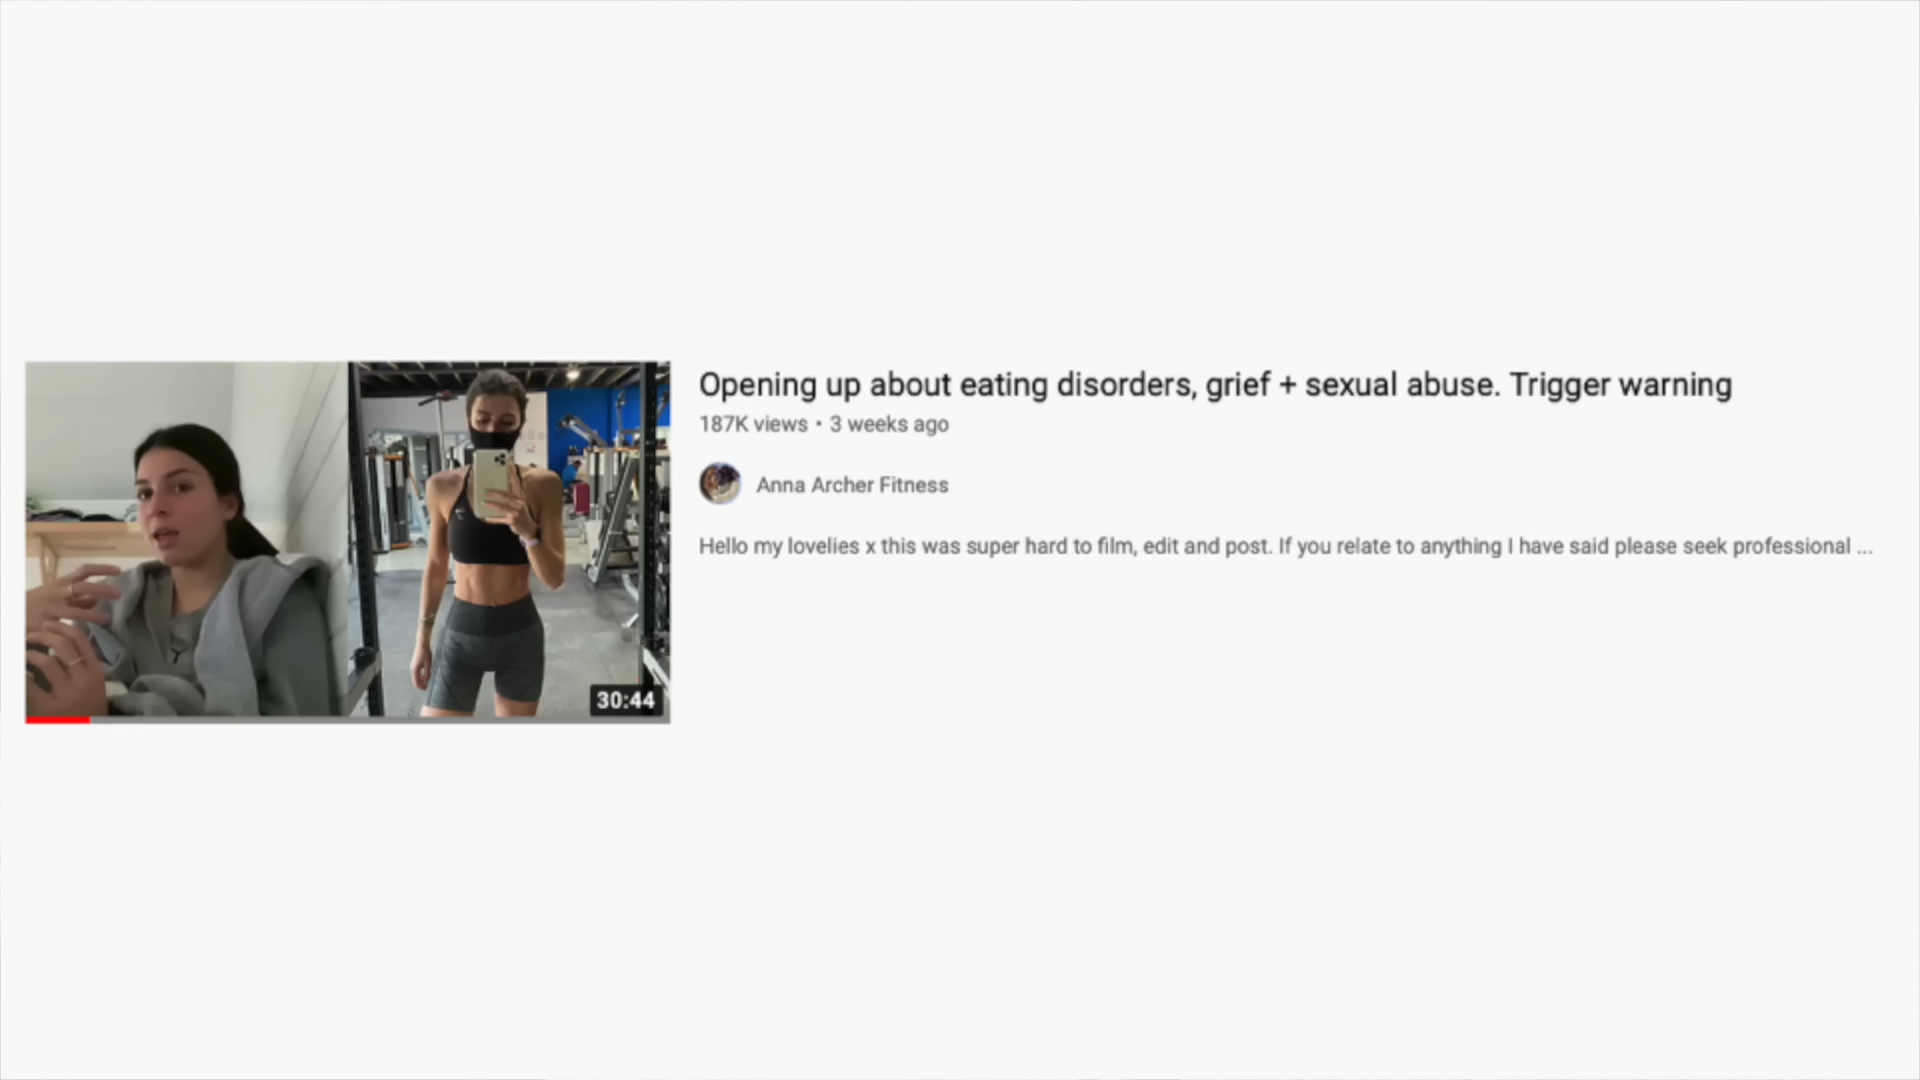 Opening up about eating disorders, grief + sexual abuse. Trigger warning
187K views • 3 weeks ago
Anna Archer Fitness
Hello my lovelies x this was super hard to film, edit and post. If you relate to anything I have said please seek professional ...
30:44